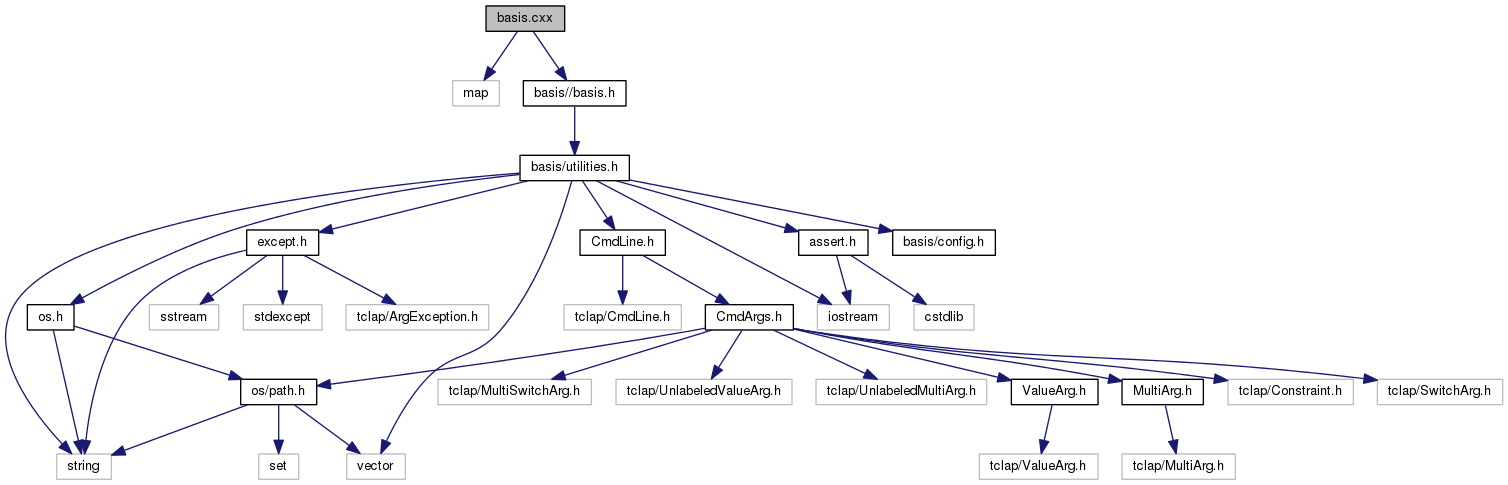 basis.cxx
map
basis//basis.h
basis/utilities.h
except.h
CmdLine.h
assert.h
basis/config.h
os.h
sstream
stdexcept
tclap/ArgException.h
tclap/CmdLine.h
CmdArgs.h
iostream
cstdlib
os/path.h
tclap/MultiSwitchArg.h
tclap/UnlabeledValueArg.h
tclap/UnlabeledMultiArg.h
ValueArg.h
MultiArg.h
tclap/Constraint.h
tclap/SwitchArg.h
string
set
vector
tclap/ValueArg.h
tclap/MultiArg.h